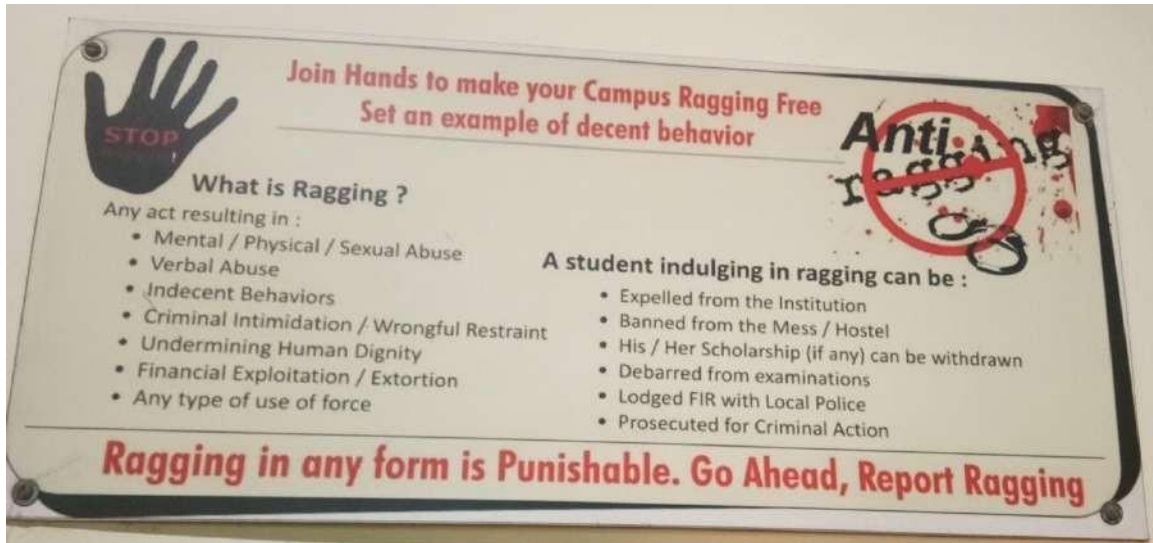 STOP
Join Hands to make your Campus Ragging Free
Set an example of decent behavior
Anti
ragging
What is Ragging ?
Any act resulting in :
• Mental / Physical / Sexual Abuse
• Verbal Abuse
• Indecent Behaviors
• Criminal Intimidation / Wrongful Restraint
• Undermining Human Dignity
• Financial Exploitation / Extortion
• Any type of use of force
A student indulging in ragging can be :
• Expelled from the Institution
• Banned from the Mess / Hostel
• His / Her Scholarship (if any) can be withdrawn
• Debarred from examinations
• Lodged FIR with Local Police
• Prosecuted for Criminal Action
Ragging in any form is Punishable. Go Ahead, Report Ragging